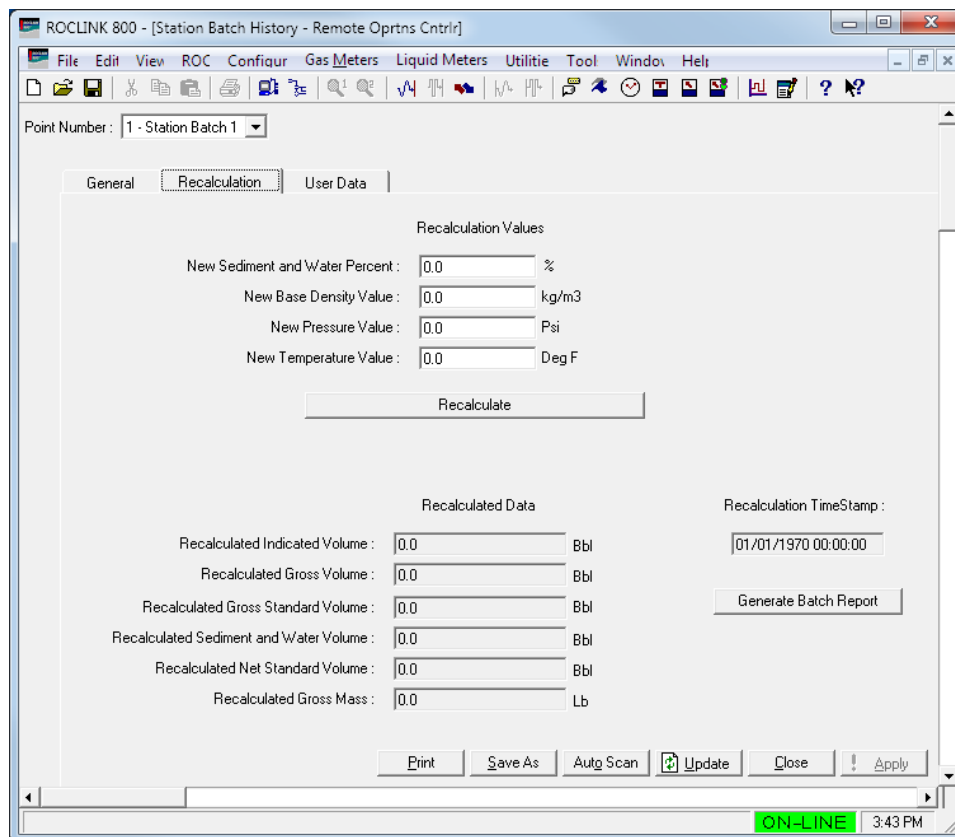 ROCLINK 800 - [Station Batch History - Remote Oprtns Cntrlr]
File Edit View ROC Configur Gas Meters Liquid Meters Utilitie Tool Window Help
Point Number : 1 - Station Batch 1
General Recalculation User Data
Recalculation Values
New Sediment and Water Percent : 0.0 %
New Base Density Value : 0.0 kg/m3
New Pressure Value : 0.0 Psi
New Temperature Value : 0.0 Deg F
Recalculate
Recalculated Data Recalculation TimeStamp :
Recalculated Indicated Volume : 0.0 Bbl 01/01/1970 00:00:00
Recalculated Gross Volume : 0.0 Bbl
Recalculated Gross Standard Volume : 0.0 Bbl Generate Batch Report
Recalculated Sediment and Water Volume : 0.0 Bbl
Recalculated Net Standard Volume : 0.0 Bbl
Recalculated Gross Mass : 0.0 Lb
Print Save As Auto Scan Update Close ! Apply
ON-LINE 3:43 PM